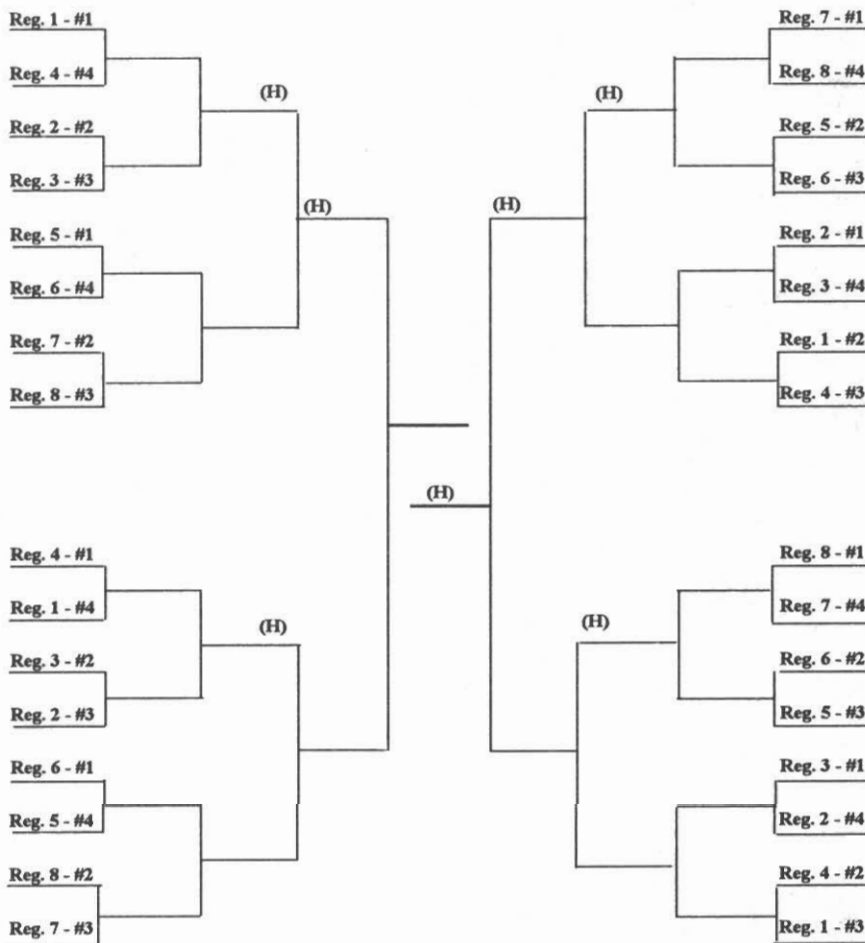 Reg. 1 - #1
Reg. 4 - #4
(H)
Reg. 2 - #2
Reg. 3 - #3
(H)
Reg. 5 - #1
Reg. 6 - #4
Reg. 7 - #2
Reg. 8 - #3
Reg. 4 - #1
Reg. 1 - #4
(H)
Reg. 3 - #2
Reg. 2 - #3
Reg. 6 - #1
Reg. 5 - #4
Reg. 8 - #2
Reg. 7 - #3
(H)
Reg. 7 - #1
Reg. 8 - #4
(H)
Reg. 5 - #2
Reg. 6 - #3
(H)
Reg. 2 - #1
Reg. 3 - #4
Reg. 1 - #2
Reg. 4 - #3
Reg. 8 - #1
Reg. 7 - #4
(H)
Reg. 6 - #2
Reg. 5 - #3
Reg. 3 - #1
Reg. 2 - #4
Reg. 4 - #2
Reg. 1 - #3